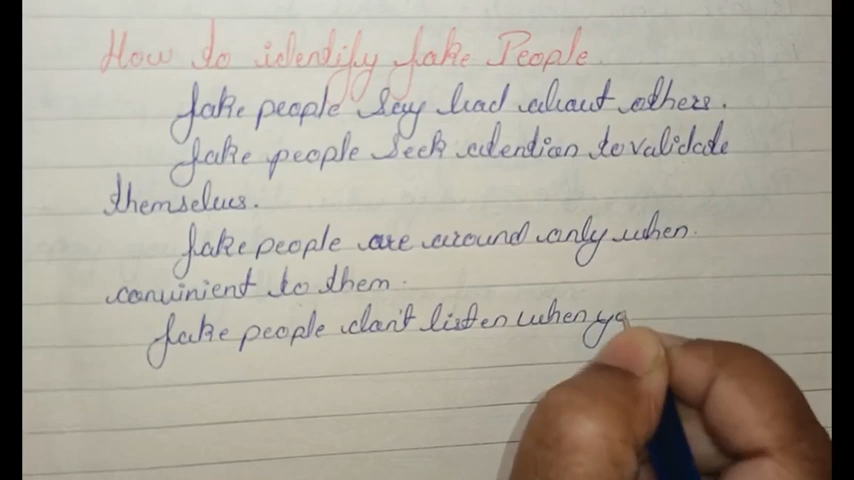 How to identify fake People
fake people say bad about others.
fake people seek atention to validate
themselves.
fake people are around only when
convinient to them.
fake people don't listen when yo